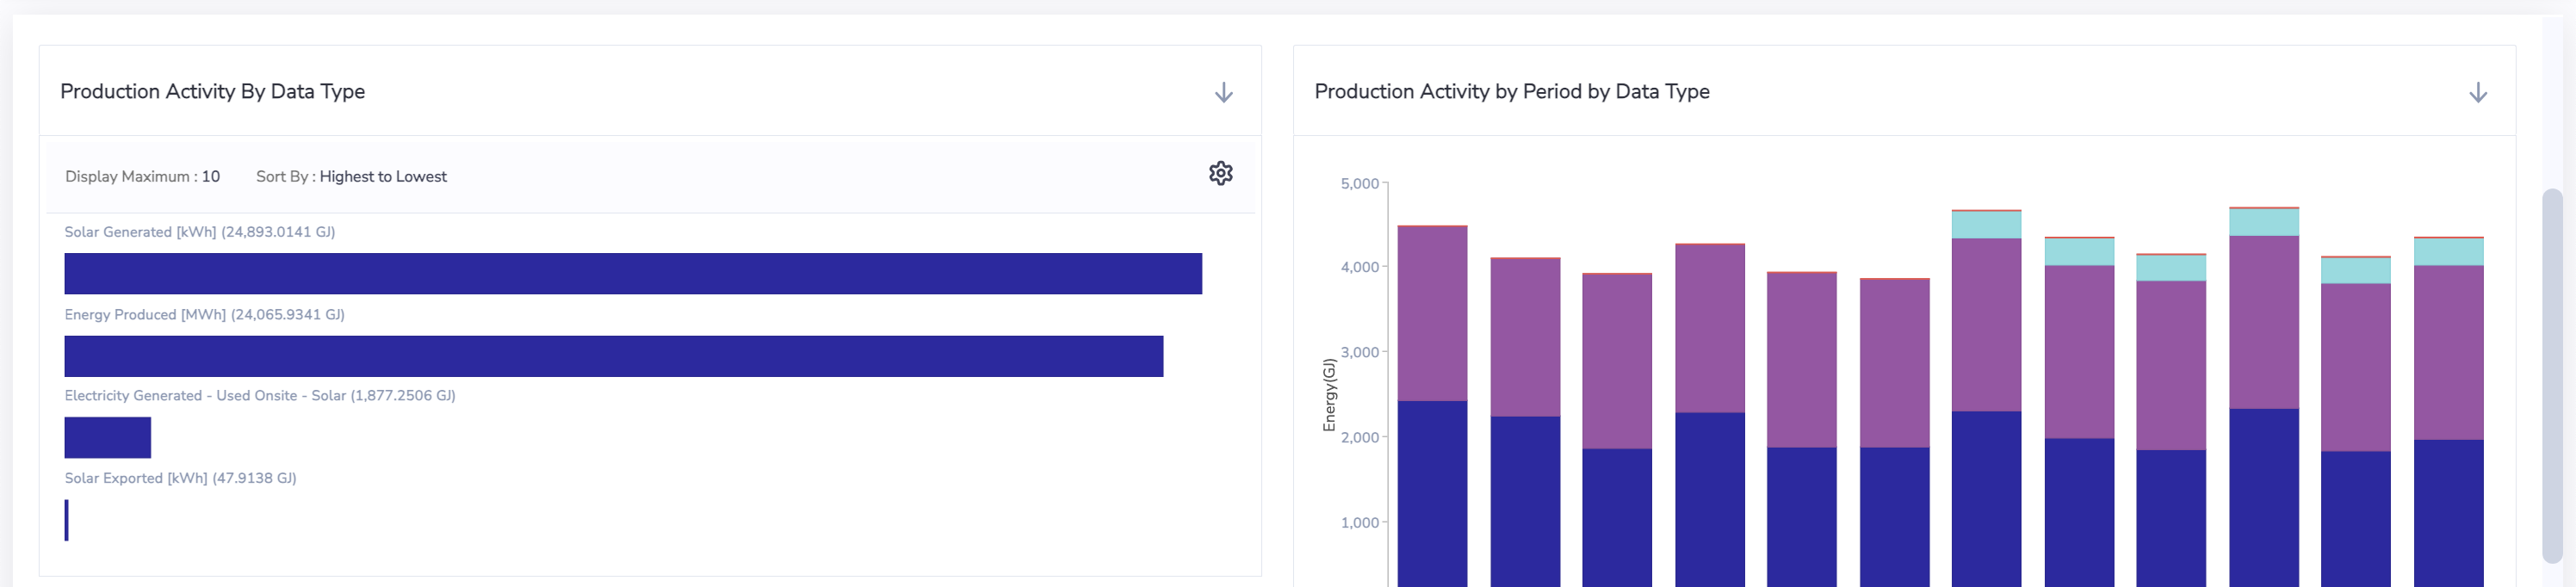 Production Activity By Data Type
Display Maximum : 10 Sort By : Highest to Lowest
Solar Generated [kWh] (24,893.0141 GJ)
Energy Produced [MWh] (24,065.9341 GJ)
Electricity Generated - Used Onsite - Solar (1,877.2506 GJ)
Solar Exported [kWh] (47.9138 GJ)
Production Activity by Period by Data Type
5,000
4,000
3,000
2,000
1,000
Energy(GJ)